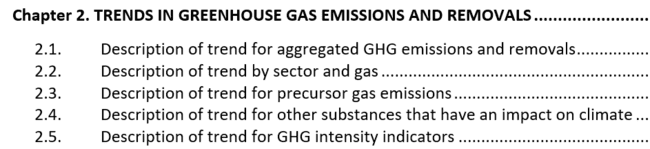 Chapter 2. TRENDS IN GREENHOUSE GAS EMISSIONS AND REMOVALS........................
2.1. Description of trend for aggregated GHG emissions and removals...............
2.2. Description of trend by sector and gas........................................................
2.3. Description of trend for precursor gas emissions.........................................
2.4. Description of trend for other substances that have an impact on climate ...
2.5. Description of trend for GHG intensity indicators ........................................